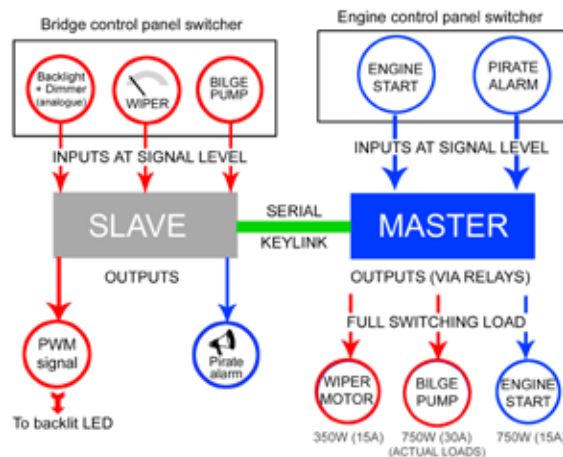 Bridge control panel switcher
Engine control panel switcher
Backlight
+ Dimmer
(analogue)
WIPER
BILGE
PUMP
ENGINE
START
PIRATE
ALARM
INPUTS AT SIGNAL LEVEL
INPUTS AT SIGNAL LEVEL
SLAVE
SERIAL
KEYLINK
MASTER
OUTPUTS
OUTPUTS (VIA RELAYS)
FULL SWITCHING LOAD
PWM
signal
Pirate
alarm
WIPER
MOTOR
BILGE
PUMP
ENGINE
START
To backlit LED
350W (15A)
750W (30A)
750W (15A)
(ACTUAL LOADS)